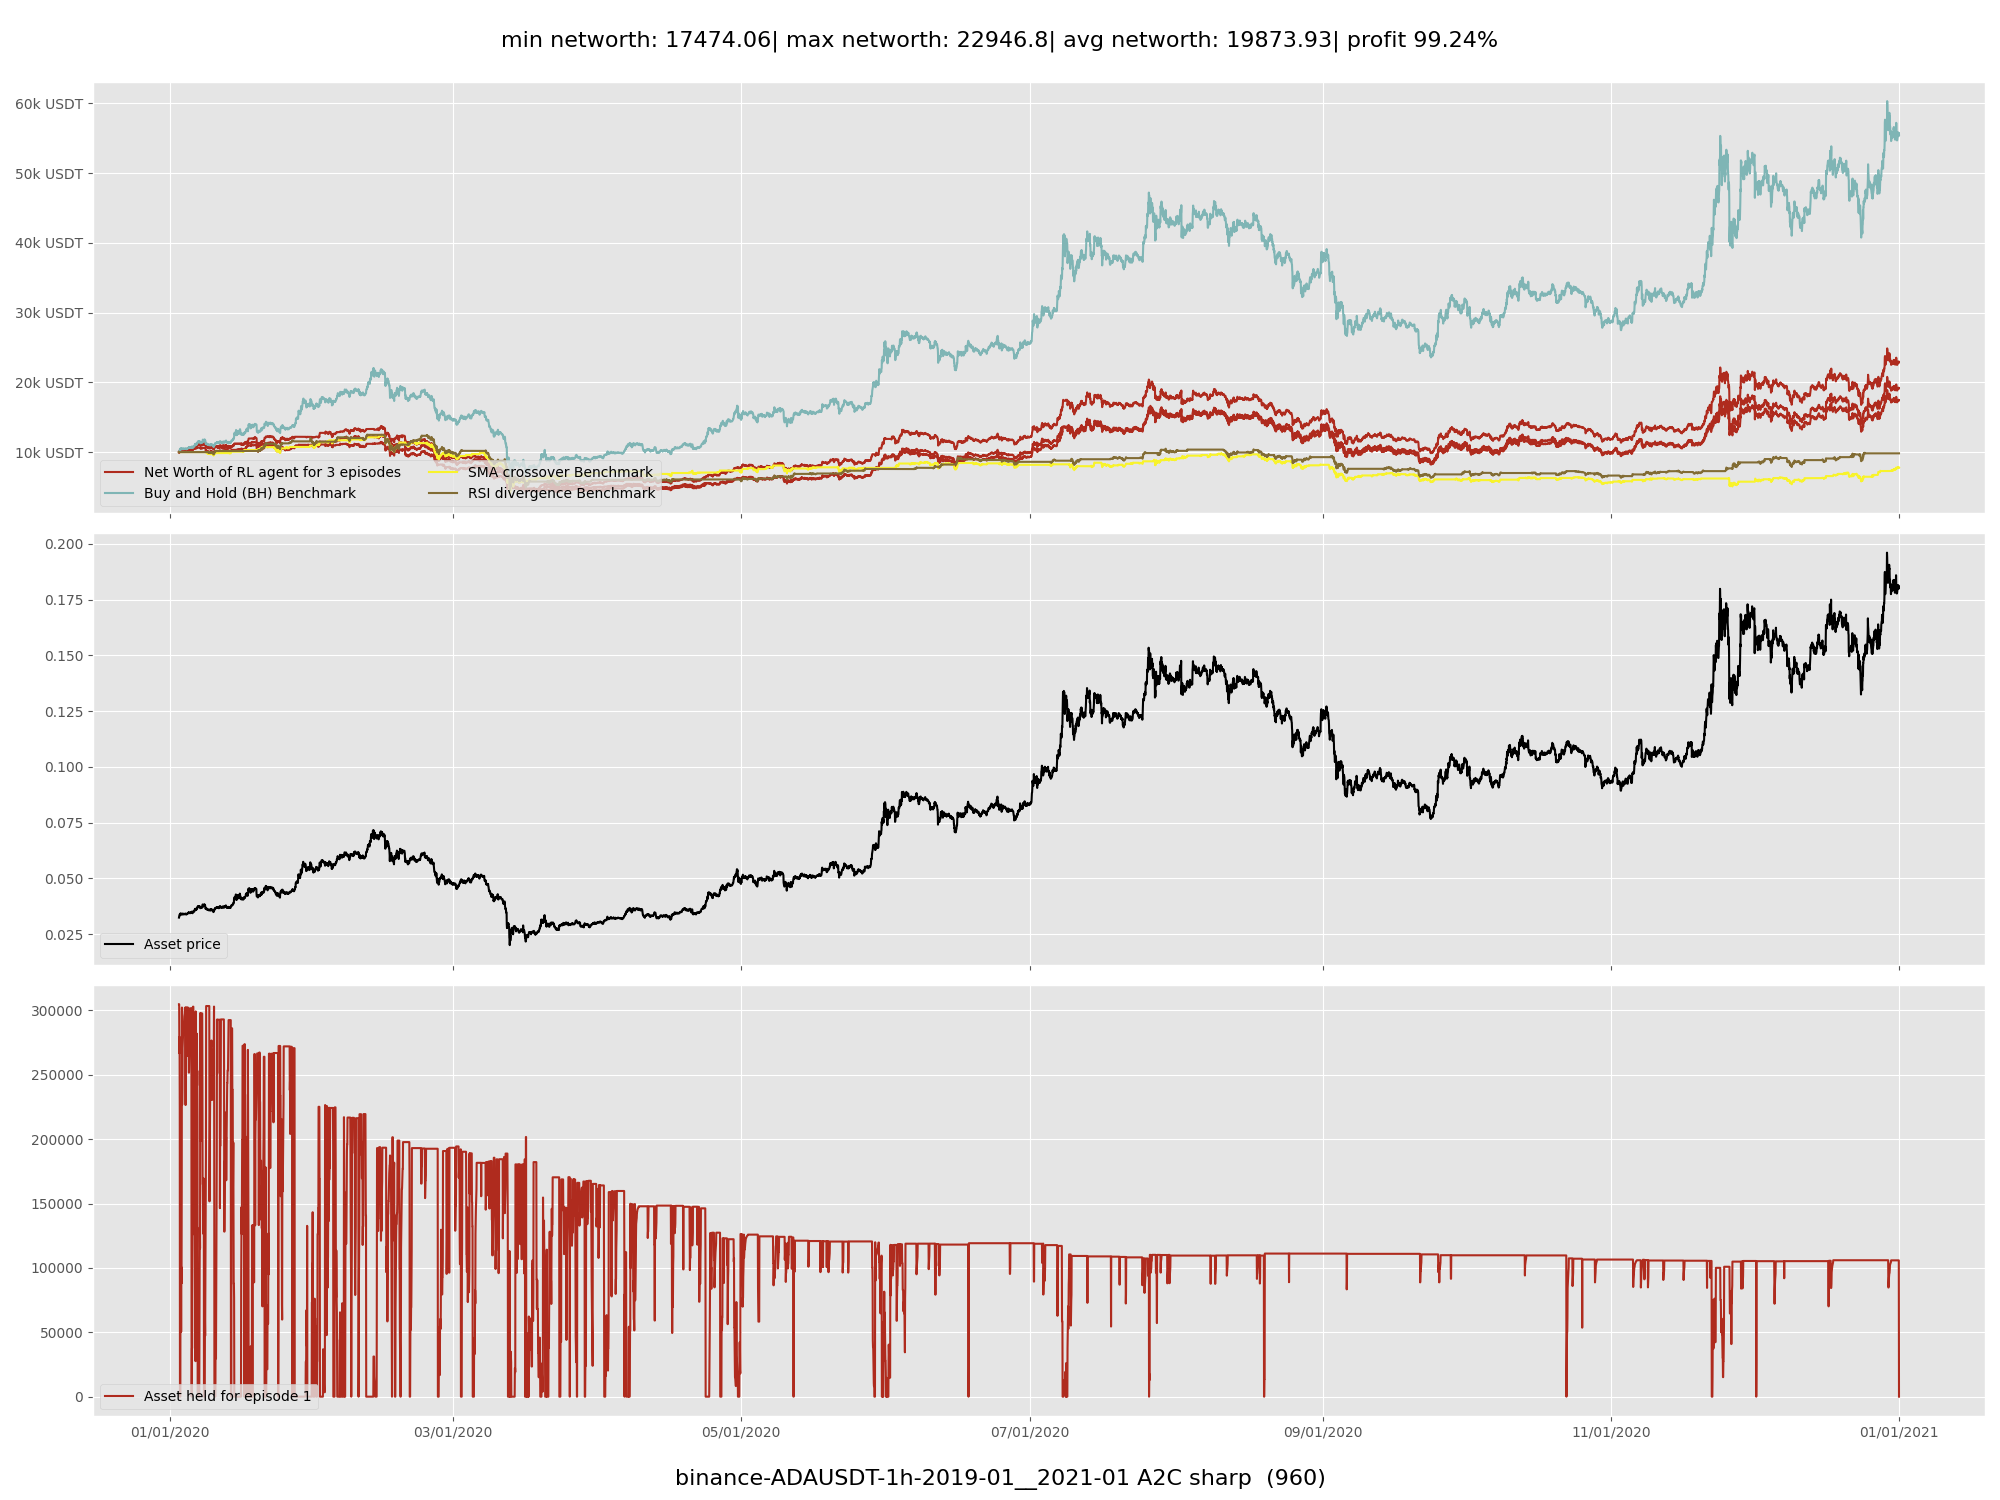 min networth: 17474.06| max networth: 22946.8| avg networth: 19873.93| profit 99.24%
60k USDT
50k USDT
40k USDT
30k USDT
20k USDT
10k USDT
Net Worth of RL agent for 3 episodes
Buy and Hold (BH) Benchmark
SMA crossover Benchmark
RSI divergence Benchmark
0.200
0.175
0.150
0.125
0.100
0.075
0.050
0.025
Asset price
300000
250000
200000
150000
100000
50000
0
Asset held for episode 1
01/01/2020
03/01/2020
05/01/2020
07/01/2020
09/01/2020
11/01/2020
01/01/2021
binance-ADAUSDT-1h-2019-01__2021-01 A2C sharp (960)